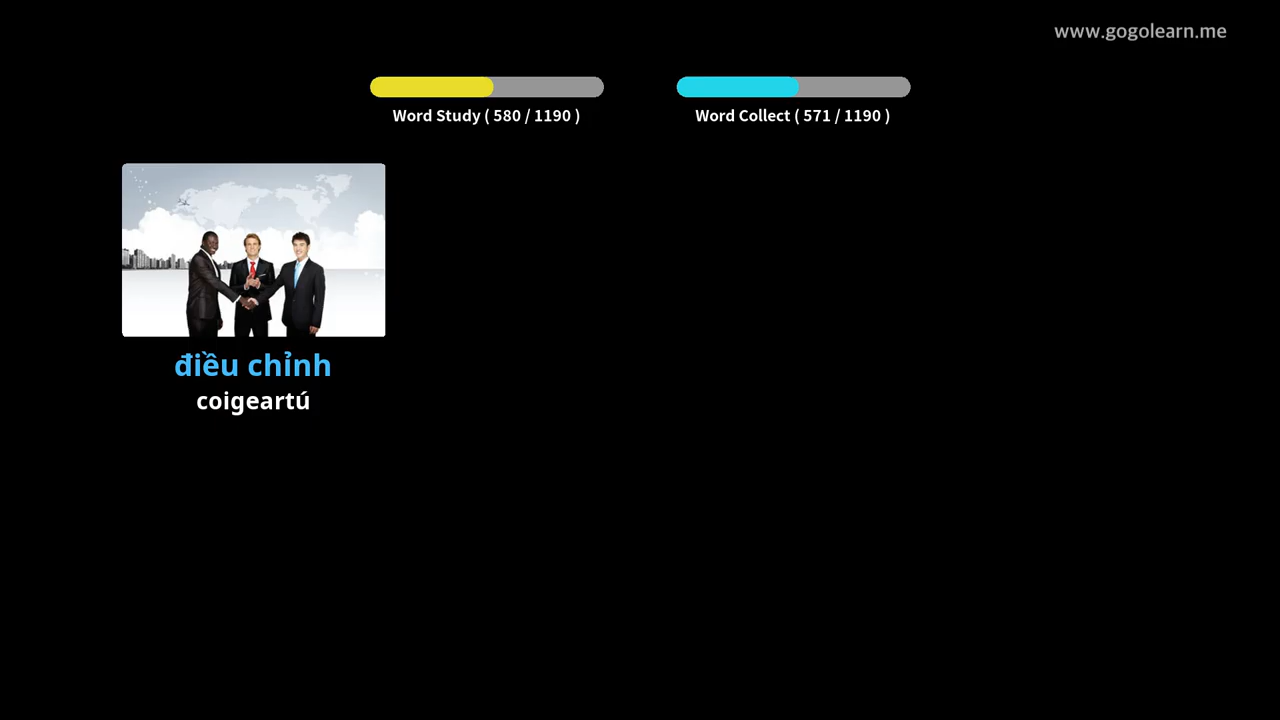 www.gogolearn.me
Word Study ( 580 / 1190 )
Word Collect ( 571 / 1190 )
điều chỉnh
coigeartú